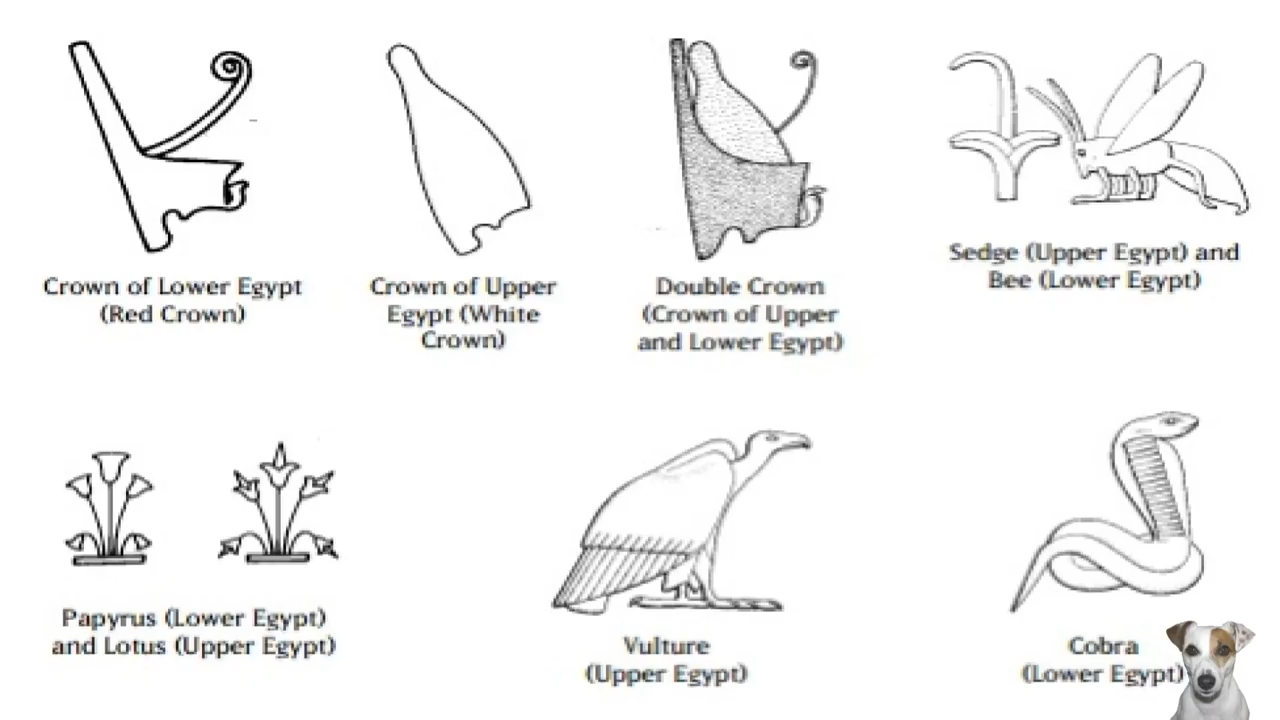 Crown of Lower Egypt
(Red Crown)
Crown of Upper
Egypt (White
Crown)
Double Crown
(Crown of Upper
and Lower Egypt)
Sedge (Upper Egypt) and
Bee (Lower Egypt)
Papyrus (Lower Egypt)
and Lotus (Upper Egypt)
Vulture
(Upper Egypt)
Cobra
(Lower Egypt)